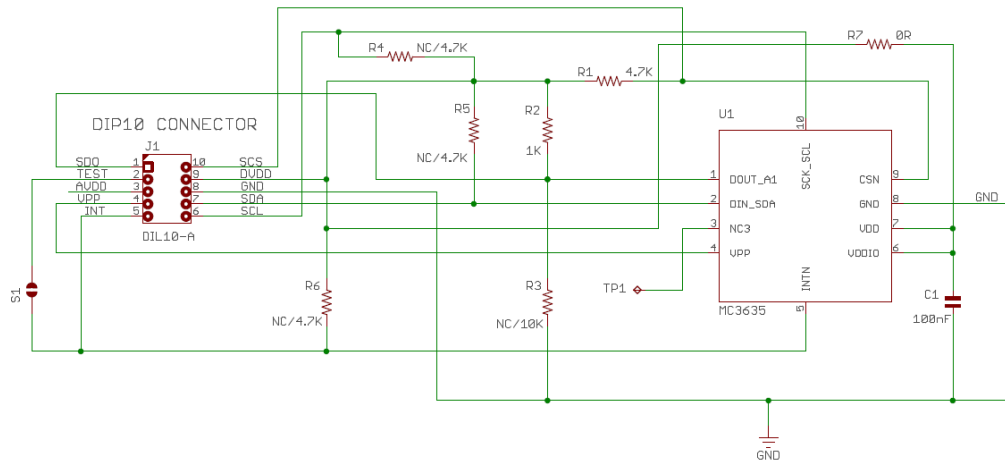 R4
NC/4.7K
R7
0R
R1
4.7K
R5
NC/4.7K
R2
1K
DIP10 CONNECTOR
J1
SDO 1 10 SCS
TEST 2 9 DVDD
AVDD 3 8 GND
VPP 4 7 SDA
INT 5 6 SCL
DIL10-A
U1
10
SCK_SCL
1 DOUT_A1 CSN 9
2 DIN_SDA GND 8 GND
3 NC3 VDD 7
4 VPP VDDIO 6
INTN
5
MC3635
S1
R6
NC/4.7K
R3
NC/10K
TP1
C1
100nF
GND